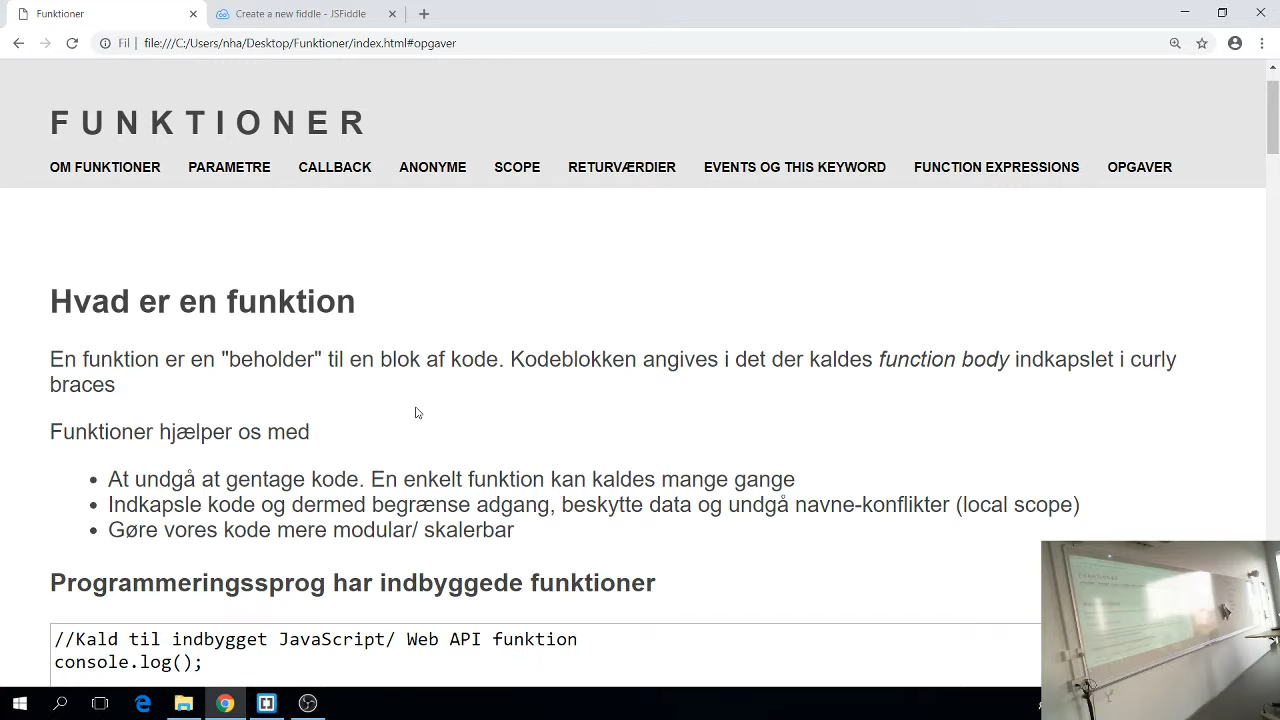 Funktioner
Create a new fiddle - JSFiddle
Fil
file:///C:/Users/nha/Desktop/Funktioner/index.html#opgaver
FUNKTIONER
OM FUNKTIONER PARAMETRE CALLBACK ANONYME SCOPE RETURVÆRDIER EVENTS OG THIS KEYWORD FUNCTION EXPRESSIONS OPGAVER
Hvad er en funktion
En funktion er en "beholder" til en blok af kode. Kodeblokken angives i det der kaldes function body indkapslet i curly
braces
Funktioner hjælper os med
At undgå at gentage kode. En enkelt funktion kan kaldes mange gange
Indkapsle kode og dermed begrænse adgang, beskytte data og undgå navne-konflikter (local scope)
Gøre vores kode mere modular/ skalerbar
Programmeringssprog har indbyggede funktioner
//Kald til indbygget JavaScript/ Web API funktion
console.log();